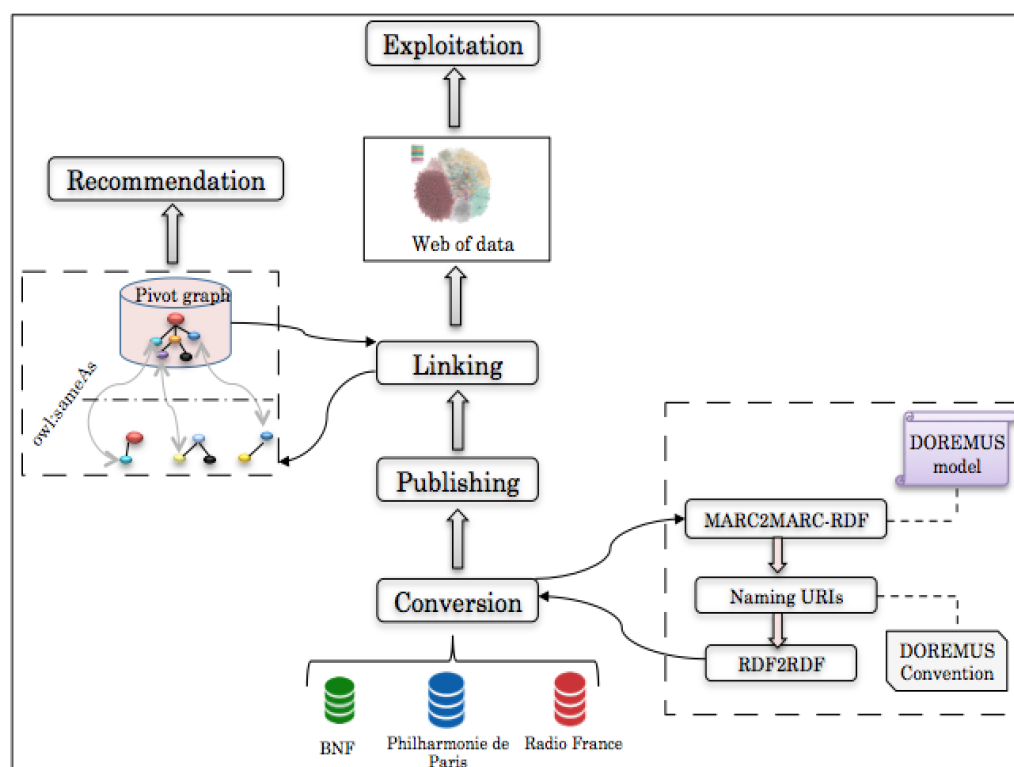 Exploitation
Web of data
Recommendation
Pivot graph
owl:sameAs
Linking
Publishing
Conversion
DOREMUS
model
MARC2MARC-RDF
Naming URIs
RDF2RDF
DOREMUS
Convention
BNF
Philharmonie de
Paris
Radio France